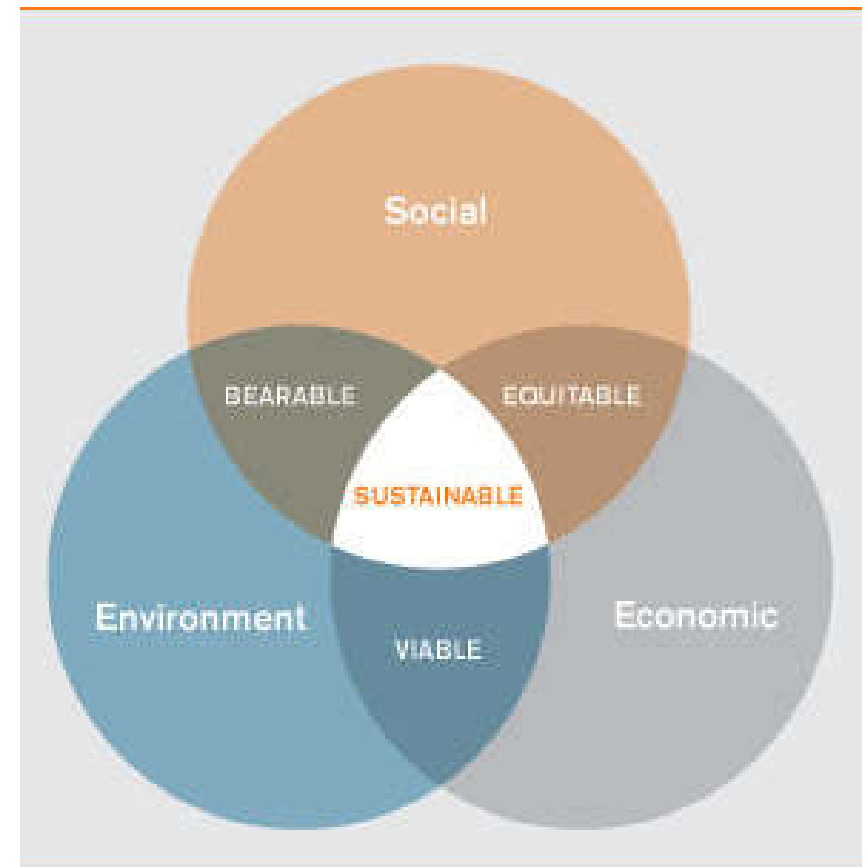 Social
BEARABLE
EQUITABLE
SUSTAINABLE
Environment
Economic
VIABLE